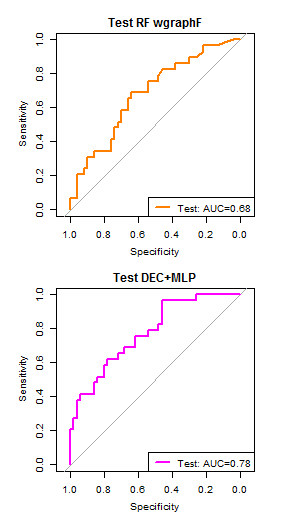 Test RF wgraphF
1.0
0.8
0.6
0.4
0.2
0.0
Sensitivity
Test: AUC=0.68
1.0 0.8 0.6 0.4 0.2 0.0
Specificity
Test DEC+MLP
1.0
0.8
0.6
0.4
0.2
0.0
Sensitivity
Test: AUC=0.78
1.0 0.8 0.6 0.4 0.2 0.0
Specificity